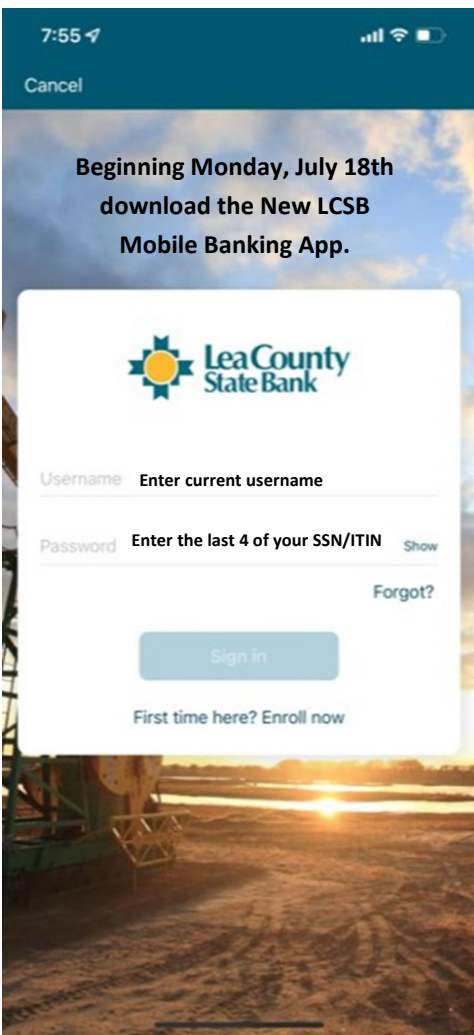 7:55
Cancel
Beginning Monday, July 18th
download the New LCSB
Mobile Banking App.
Lea County
State Bank
Username Enter current username
Password Enter the last 4 of your SSN/ITIN Show
Forgot?
Sign in
First time here? Enroll now